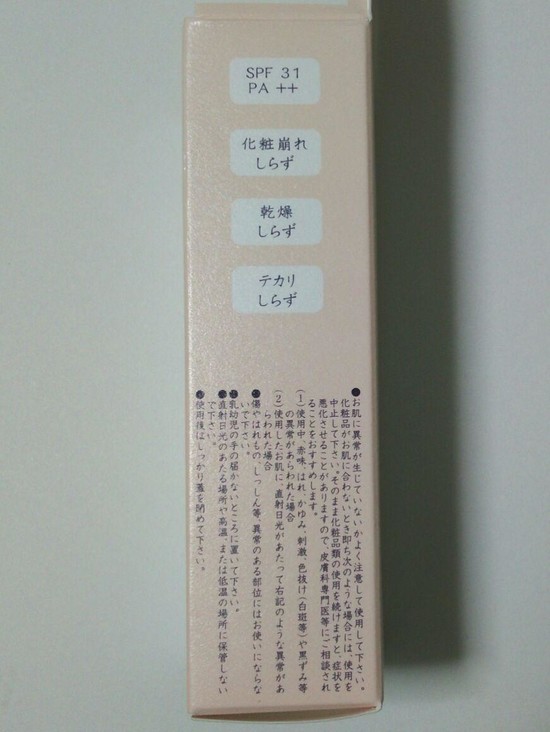 SPF 31
PA ++
化粧崩れ
しらず
乾燥
しらず
テカリ
しらず
●お肌に異常が生じていないかよく注意して使用して下さい。
化粧品がお肌に合わないとき即ち次のような場合には、使用を
中止して下さい。そのまま化粧品類の使用を続けますと、症状を
悪化させることがありますので、皮膚科専門医等にご相談され
ることをおすすめします。
(1)使用中、赤味、はれ、かゆみ、刺激、色抜け(白斑等)や黒ずみ等
の異常があらわれた場合
(2)使用したお肌に、直射日光があたって右記のような異常があ
らわれた場合
●傷やはれもの、しっしん等、異常のある部位にはお使いにならな
いで下さい。
●乳幼児の手の届かないところに置いて下さい。
●直射日光のあたる場所や高温、または低温の場所に保管しない
で下さい。
●使用後はしっかり蓋を閉めて下さい。